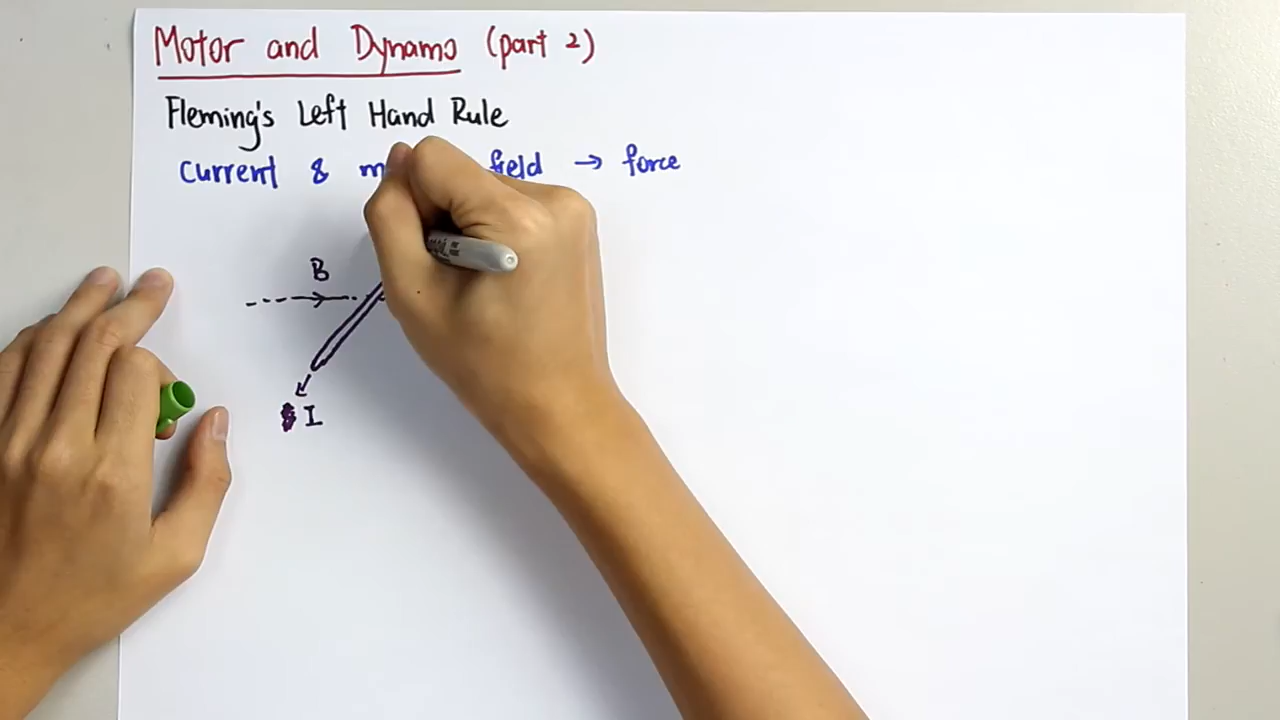 Motor and Dynamo (part 2)
Fleming's Left Hand Rule
Current & field → force
B
I